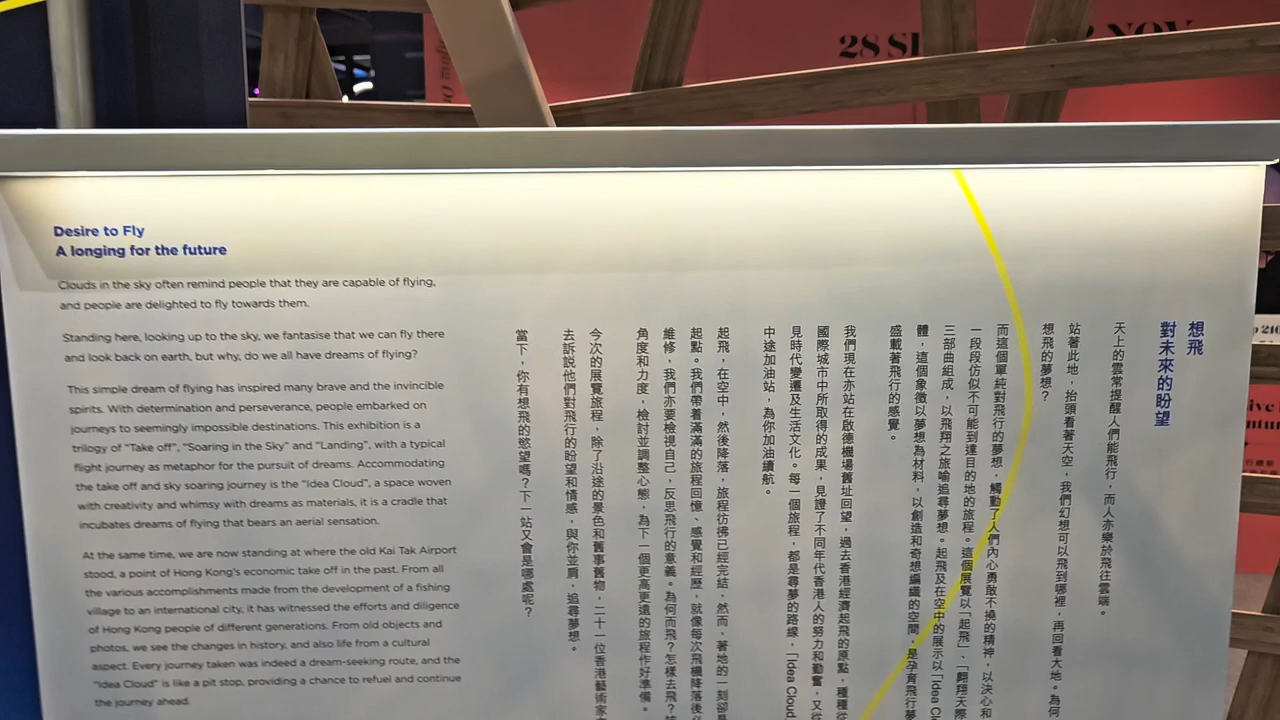 28
NOV
Desire to Fly
A longing for the future
Clouds in the sky often remind people that they are capable of flying,
and people are delighted to fly towards them.
Standing here, looking up to the sky, we fantasise that we can fly there
and look back on earth, but why, do we all have dreams of flying?
This simple dream of flying has inspired many brave and the invincible
spirits. With determination and perseverance, people embarked on
journeys to seemingly impossible destinations. This exhibition is a
trilogy of “Take off”, “Soaring in the Sky” and “Landing”, with a typical
flight journey as metaphor for the pursuit of dreams. Accommodating
the take off and sky soaring journey is the “Idea Cloud”, a space woven
with creativity and whimsy with dreams as materials, it is a cradle that
incubates dreams of flying that bears an aerial sensation.
At the same time, we are now standing at where the old Kai Tak Airport
stood, a point of Hong Kong's economic take off in the past. From all
the various accomplishments made from the development of a fishing
village to an international city, it has witnessed the efforts and diligence
of Hong Kong people of different generations. From old objects and
photos, we see the changes in history, and also life from a cultural
aspect. Every journey taken was indeed a dream-seeking route, and the
“Idea Cloud” is like a pit stop, providing a chance to refuel and continue
the journey ahead.
想飛
對未來的盼望
天上的雲常提醒人們能飛行，而人亦樂於飛往雲端。
站著此地，抬頭看著天空，我們幻想可以飛到哪裡，再回看大地。為何
想飛的夢想？
而這個單純對飛行的夢想，觸動了人們內心勇敢不撓的精神，以決心和
一段段彷似不可能到達目的地的旅程。這個展覽以「起飛」、「翱翔天際
三部曲組成，以飛翔之旅喻追尋夢想。起飛及在空中的展示以「Idea Cl
體，這個象徵以夢想為材料，以創造和奇想編織的空間，是孕育飛行夢
盛載著飛行的感覺。
我們現在亦站在啟德機場舊址回望，過去香港經濟起飛的原點，種種從
國際城市中所取得的成果，見證了不同年代香港人的努力和勤奮，又從
見時代變遷及生活文化。每一個旅程，都是尋夢的路線，「Idea Cloud
中途加油站，為你加油續航。
起飛，在空中，然後降落，旅程彷彿已經完結，然而，著地的一刻卻是
起點。我們帶着滿滿的旅程回憶、感覺和經歷，就像每次飛機降落後必
維修，我們亦要檢視自己，反思飛行的意義。為何而飛？怎樣去飛？
角度和力度，檢討並調整心態，為下一個更高更遠的旅程作好準備。
今次的展覽旅程，除了沿途的景色和舊事舊物，二十一位香港藝術家
去訴說他們對飛行的盼望和情感，與你並肩，追尋夢想。
當下，你有想飛的慾望嗎？下一站又會是哪處呢？